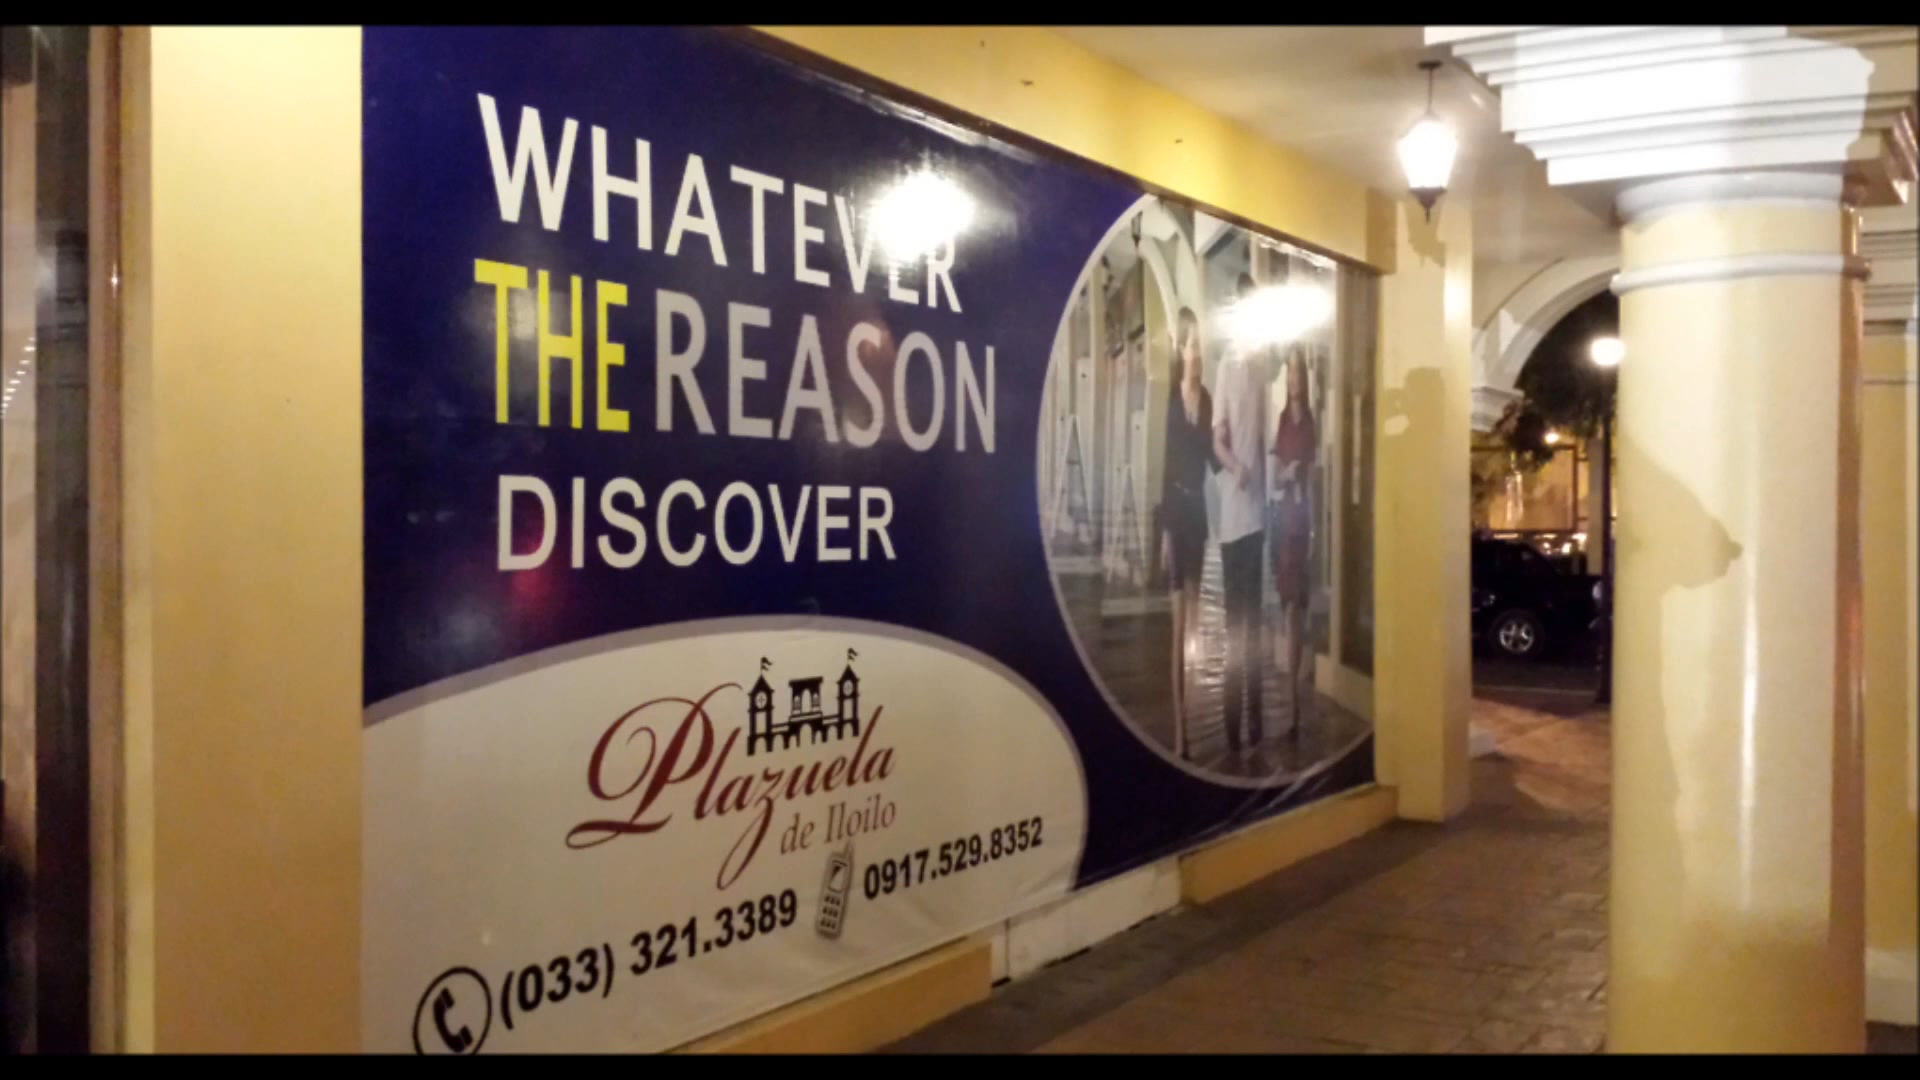 WHATEVER
THE REASON
DISCOVER
Plazuela
de Iloilo
(033) 321.3389 0917.529.8352